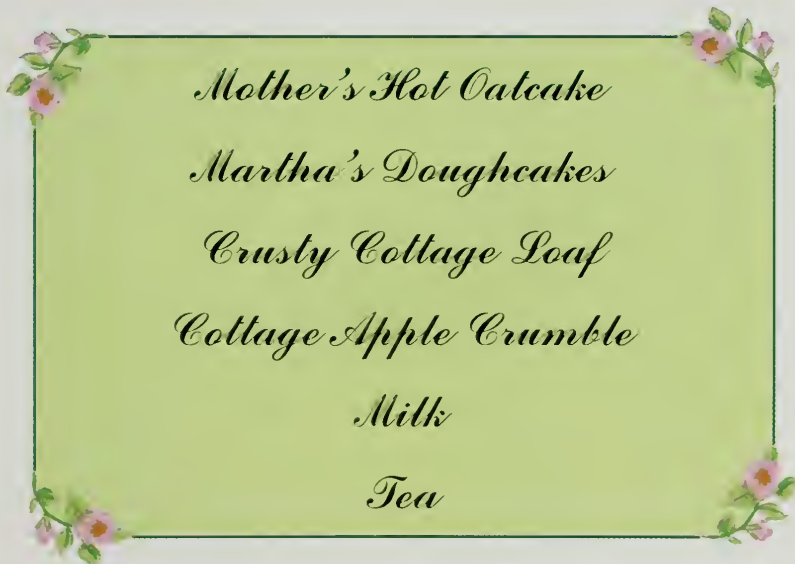 Mother's Hot Oatcake
Martha's Doughcakes
Crusty Cottage Loaf
Cottage Apple Crumble
Milk
Tea